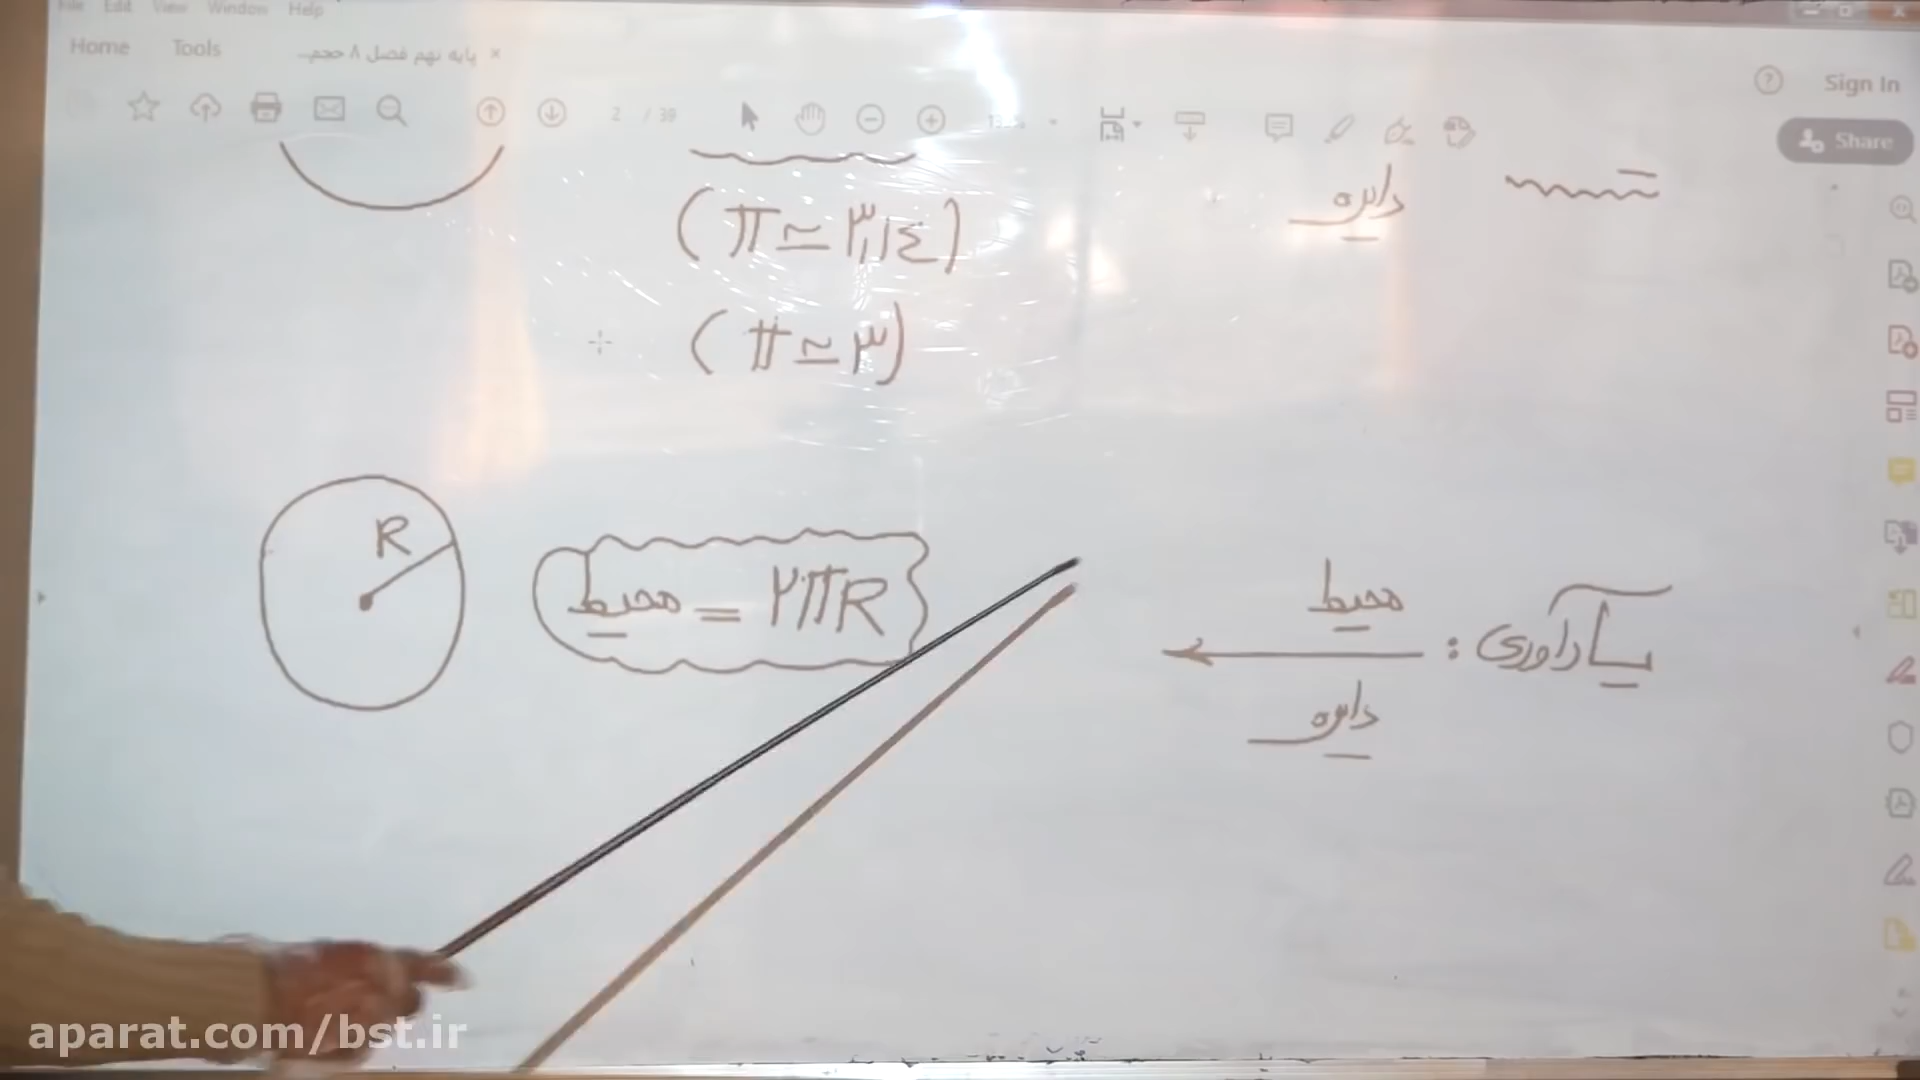 File Edit View Window Help
Home Tools پایه نهم فصل ۸ حجم... ×
2 / 39
? Sign In
Share
دایره
(π ≃ ۳,۱٤)
(π ≃ ۳)
R
محیط = ۲πR
یادآوری :
محیط
دایره
aparat.com/bst.ir